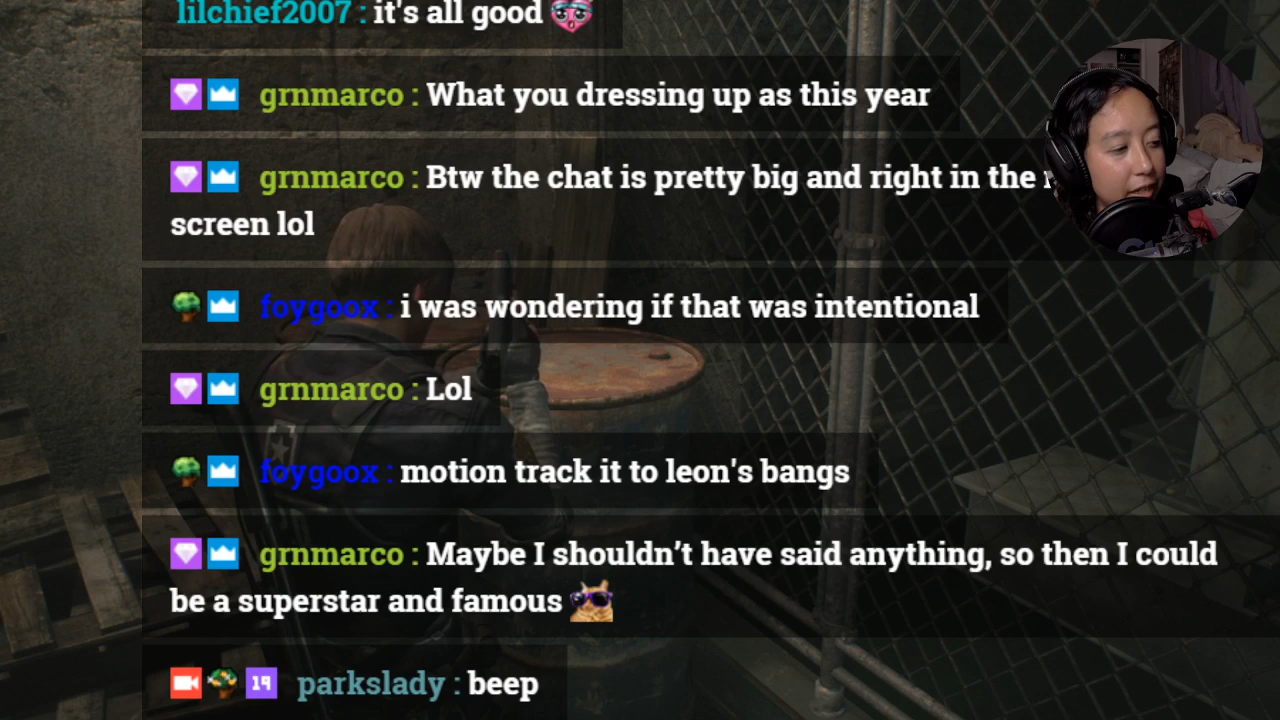 lilchief2007 : it's all good
grnmarco : What you dressing up as this year
grnmarco : Btw the chat is pretty big and right in the
screen lol
foygoox : i was wondering if that was intentional
grnmarco : Lol
foygoox : motion track it to leon's bangs
grnmarco : Maybe I shouldn’t have said anything, so then I could
be a superstar and famous
19 parkslady : beep